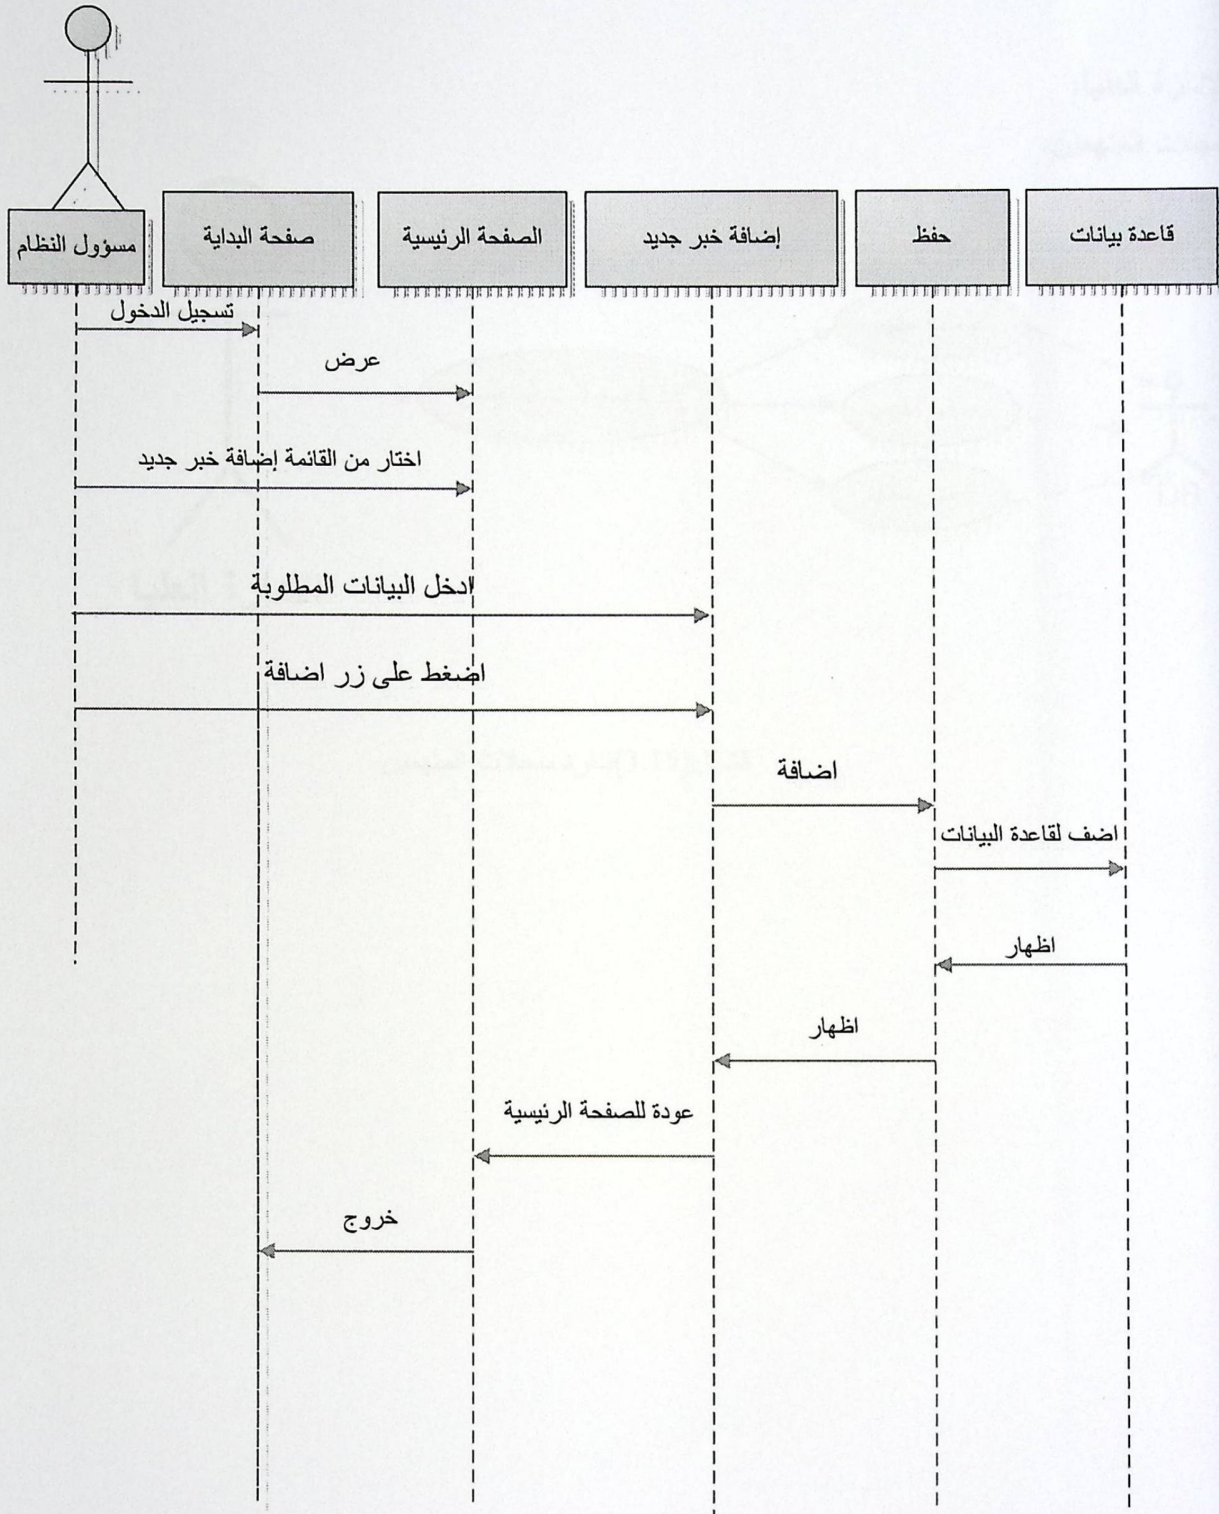 مسؤول النظام
صفحة البداية
الصفحة الرئيسية
إضافة خبر جديد
حفظ
قاعدة بيانات
تسجيل الدخول
عرض
اختار من القائمة إضافة خبر جديد
ادخل البيانات المطلوبة
اضغط على زر اضافة
اضافة
اضف لقاعدة البيانات
اظهار
اظهار
عودة للصفحة الرئيسية
خروج